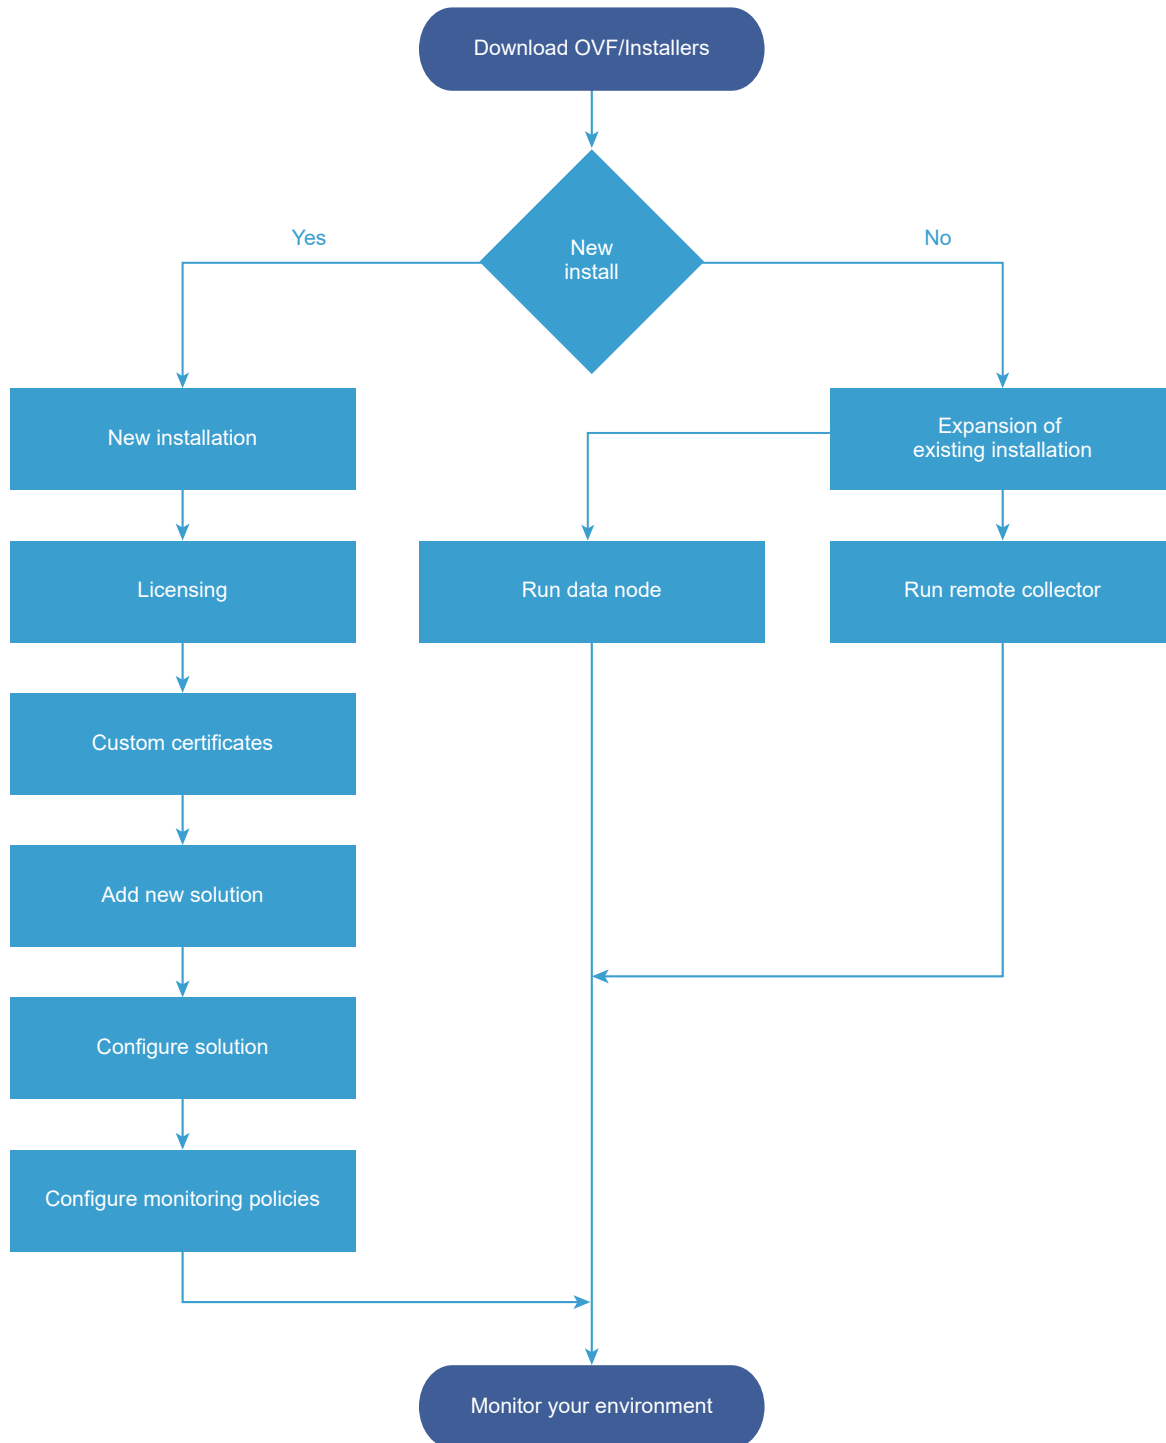 Download OVF/Installers
Yes
New
install
No
New installation
Expansion of
existing installation
Licensing
Run data node
Run remote collector
Custom certificates
Add new solution
Configure solution
Configure monitoring policies
Monitor your environment